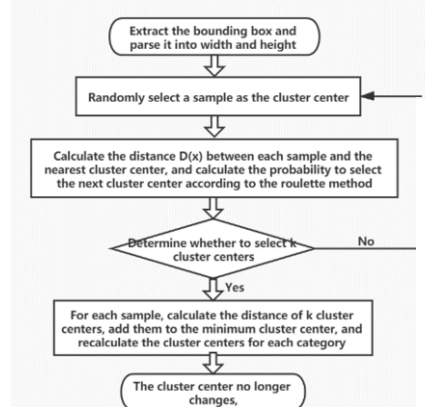 Extract the bounding box and
parse it into width and height
Randomly select a sample as the cluster center
Calculate the distance D(x) between each sample and the
nearest cluster center, and calculate the probability to select
the next cluster center according to the roulette method
Determine whether to select k
cluster centers
No
Yes
For each sample, calculate the distance of k cluster
centers, add them to the minimum cluster center, and
recalculate the cluster centers for each category
The cluster center no longer
changes,